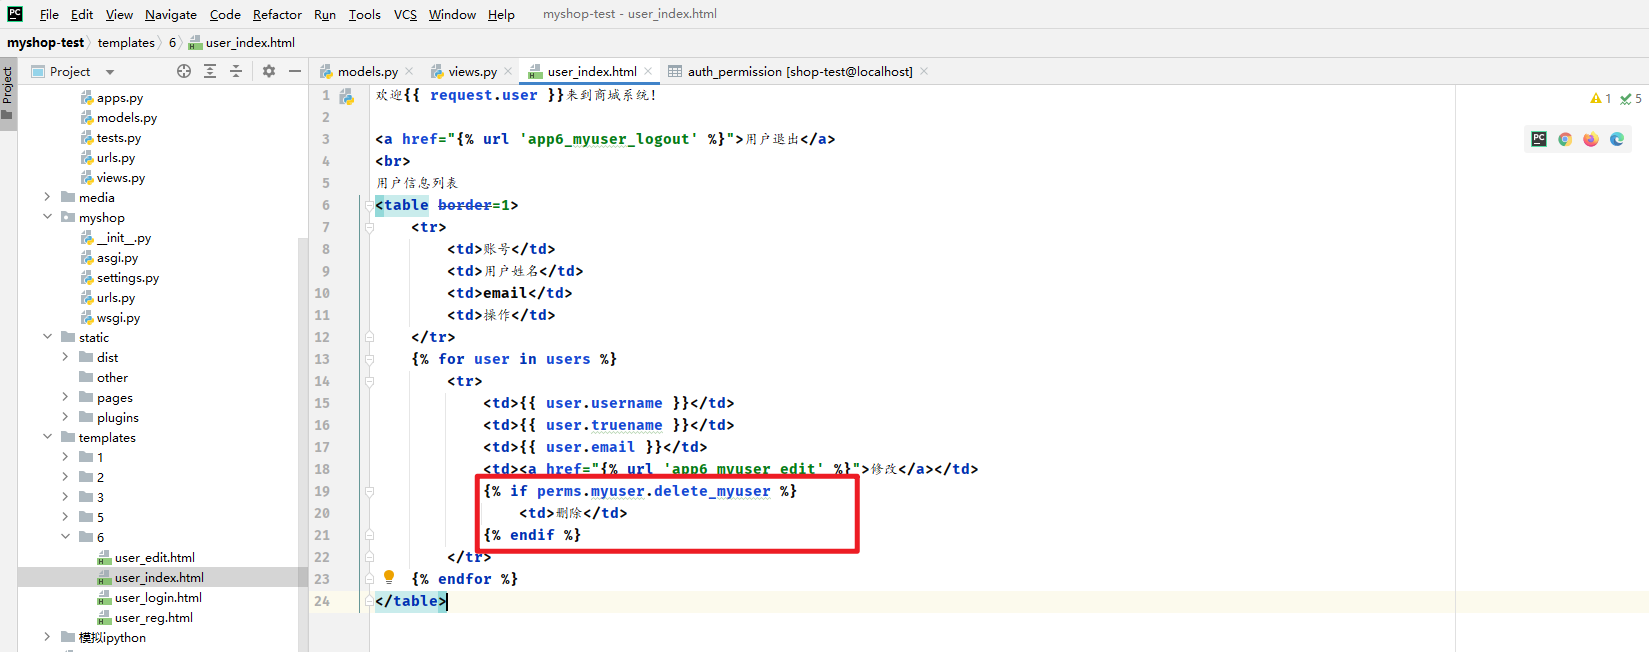 File Edit View Navigate Code Refactor Run Tools VCS Window Help myshop-test - user_index.html
myshop-test templates 6 user_index.html
Project
Project
models.py views.py user_index.html auth_permission [shop-test@localhost]
apps.py
models.py
tests.py
urls.py
views.py
media
myshop
__init__.py
asgi.py
settings.py
urls.py
wsgi.py
static
dist
other
pages
plugins
templates
1
2
3
5
6
user_edit.html
user_index.html
user_login.html
user_reg.html
模拟ipython
1 欢迎{{ request.user }}来到商城系统!
2
3 <a href="{% url 'app6_myuser_logout' %}">用户退出</a>
4 <br>
5 用户信息列表
6 <table border=1>
7 <tr>
8 <td>账号</td>
9 <td>用户姓名</td>
10 <td>email</td>
11 <td>操作</td>
12 </tr>
13 {% for user in users %}
14 <tr>
15 <td>{{ user.username }}</td>
16 <td>{{ user.truename }}</td>
17 <td>{{ user.email }}</td>
18 <td><a href="{% url 'app6_myuser_edit' %}">修改</a></td>
19 {% if perms.myuser.delete_myuser %}
20 <td>删除</td>
21 {% endif %}
22 </tr>
23 {% endfor %}
24 </table>
1 5